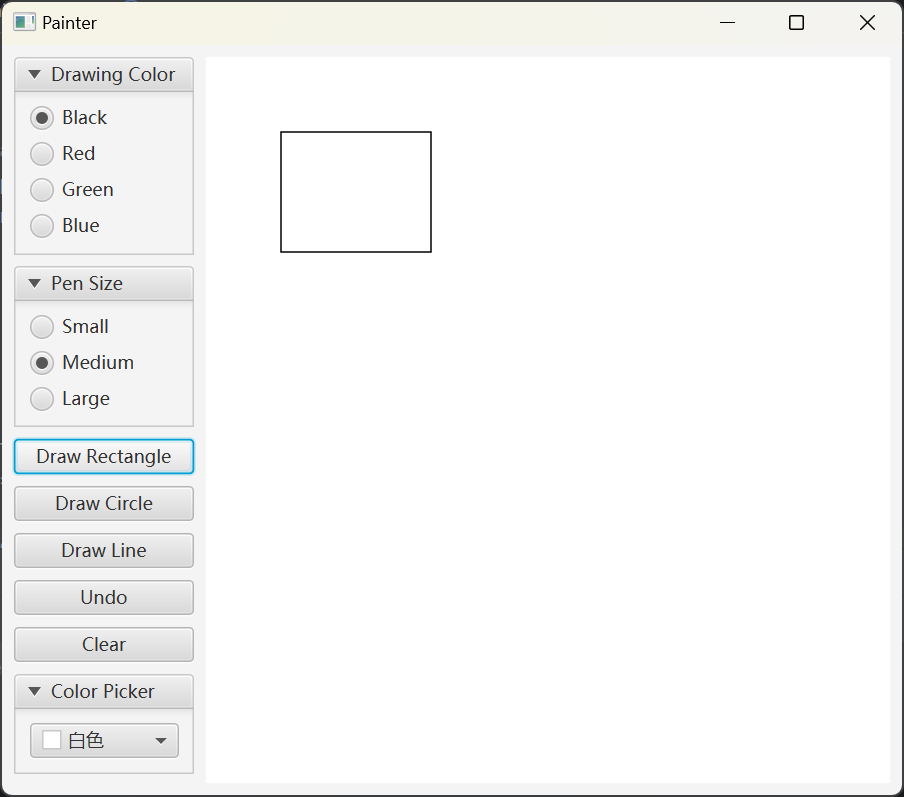 Painter
Drawing Color
Black
Red
Green
Blue
Pen Size
Small
Medium
Large
Draw Rectangle
Draw Circle
Draw Line
Undo
Clear
Color Picker
白色